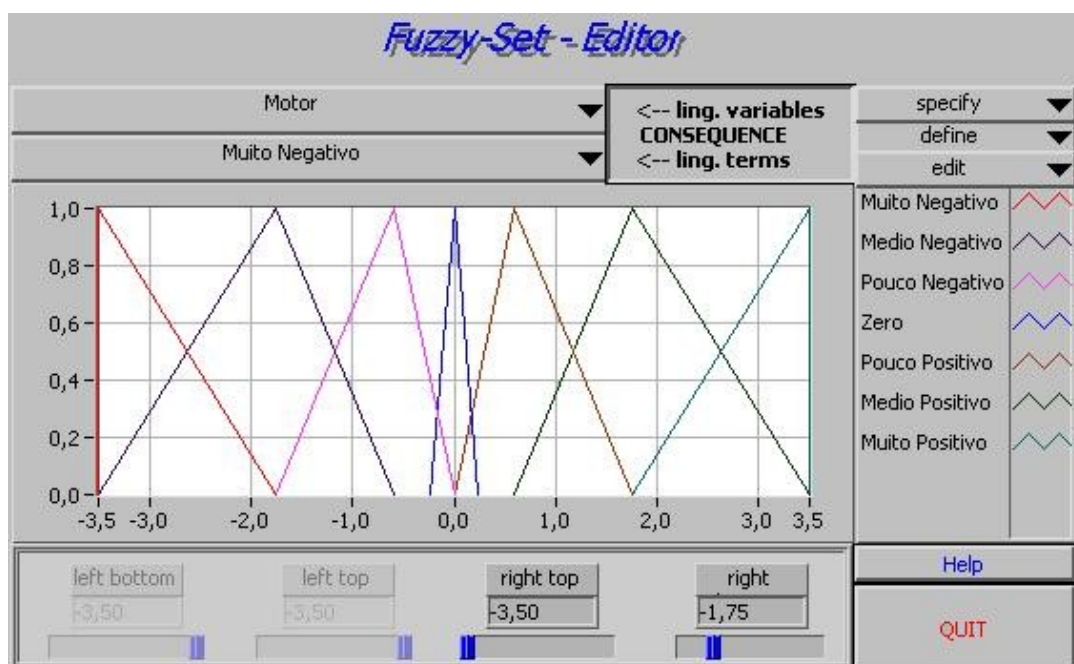 Fuzzy-Set - Editor
Motor
Muito Negativo
<-- ling. variables
CONSEQUENCE
<-- ling. terms
specify
define
edit
1,0
0,8
0,6
0,4
0,2
0,0
-3,5 -3,0 -2,0 -1,0 0,0 1,0 2,0 3,0 3,5
Muito Negativo
Medio Negativo
Pouco Negativo
Zero
Pouco Positivo
Medio Positivo
Muito Positivo
left bottom left top right top right
-3,50 -3,50 -3,50 -1,75
Help
QUIT